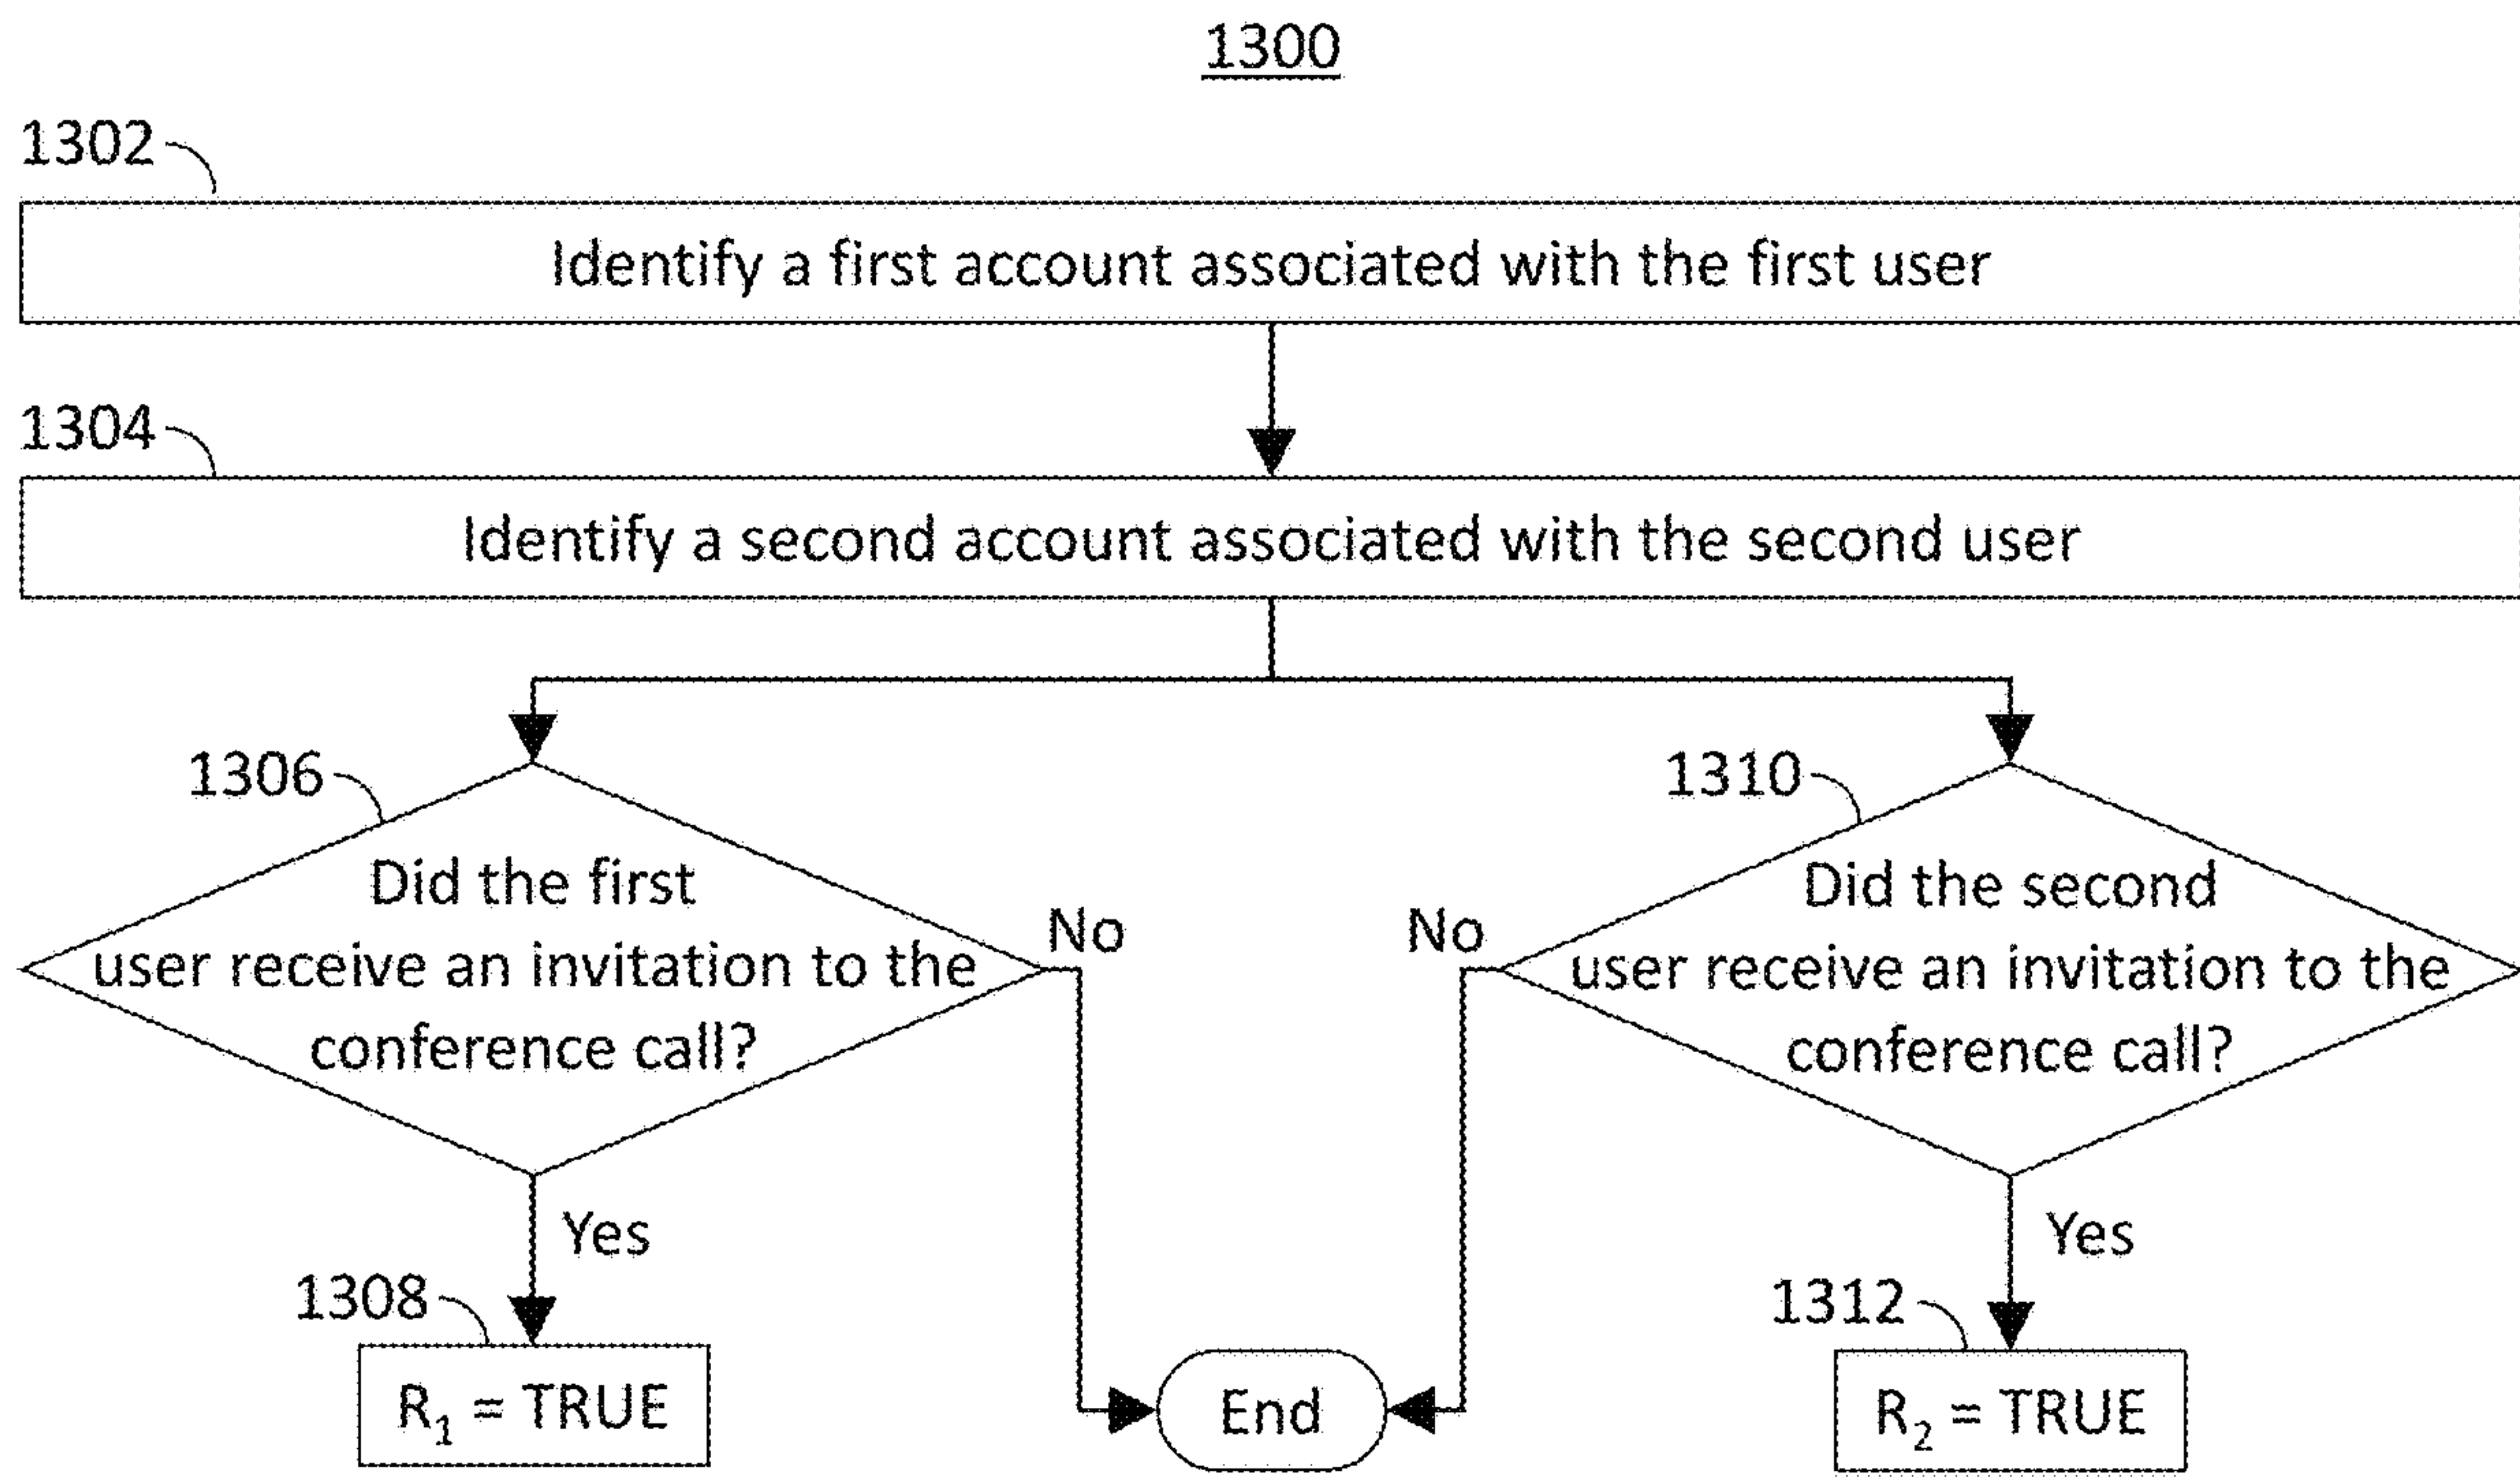 1300
1302
Identify a first account associated with the first user
1304
Identify a second account associated with the second user
1306
Did the first
user receive an invitation to the
conference call?
No
Yes
1308
R₁ = TRUE
1310
Did the second
user receive an invitation to the
conference call?
No
Yes
1312
R₂ = TRUE
End